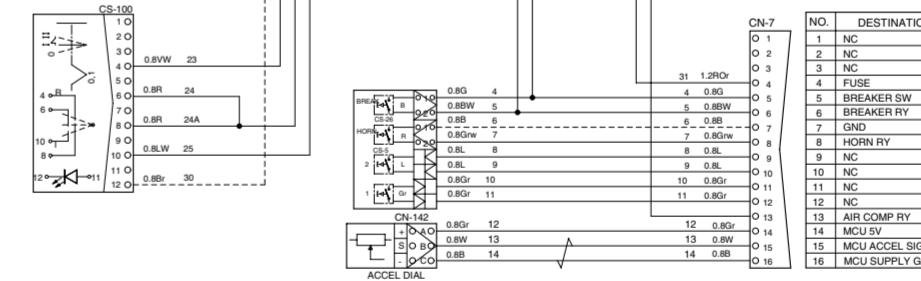 CS-100
1
2
3
4 0.8VW 23
5
6 0.8R 24
7
8 0.8R 24A
9
10 0.8LW 25
11
12 0.8Br 30
II
I
0
0,1
4 R
6
10
8
12 11
BREAK B
CS-26
HORN R
CS-5
2 L
1 Gr
0.8G 4
0.8BW 5
0.8B 6
0.8Grw 7
0.8L 8
0.8L 9
0.8Gr 10
0.8Gr 11
CN-142
+ A 0.8Gr 12
S B 0.8W 13
- C 0.8B 14
ACCEL DIAL
CN-7
1
2
3
31 1.2ROr 4
4 0.8G 5
5 0.8BW 6
6 0.8B 7
7 0.8Grw 8
8 0.8L 9
9 0.8L 10
10 0.8Gr 11
11 0.8Gr 12
13
12 0.8Gr 14
13 0.8W 15
14 0.8B 16
NO. DESTINATIO
1 NC
2 NC
3 NC
4 FUSE
5 BREAKER SW
6 BREAKER RY
7 GND
8 HORN RY
9 NC
10 NC
11 NC
12 NC
13 AIR COMP RY
14 MCU 5V
15 MCU ACCEL SIG
16 MCU SUPPLY G